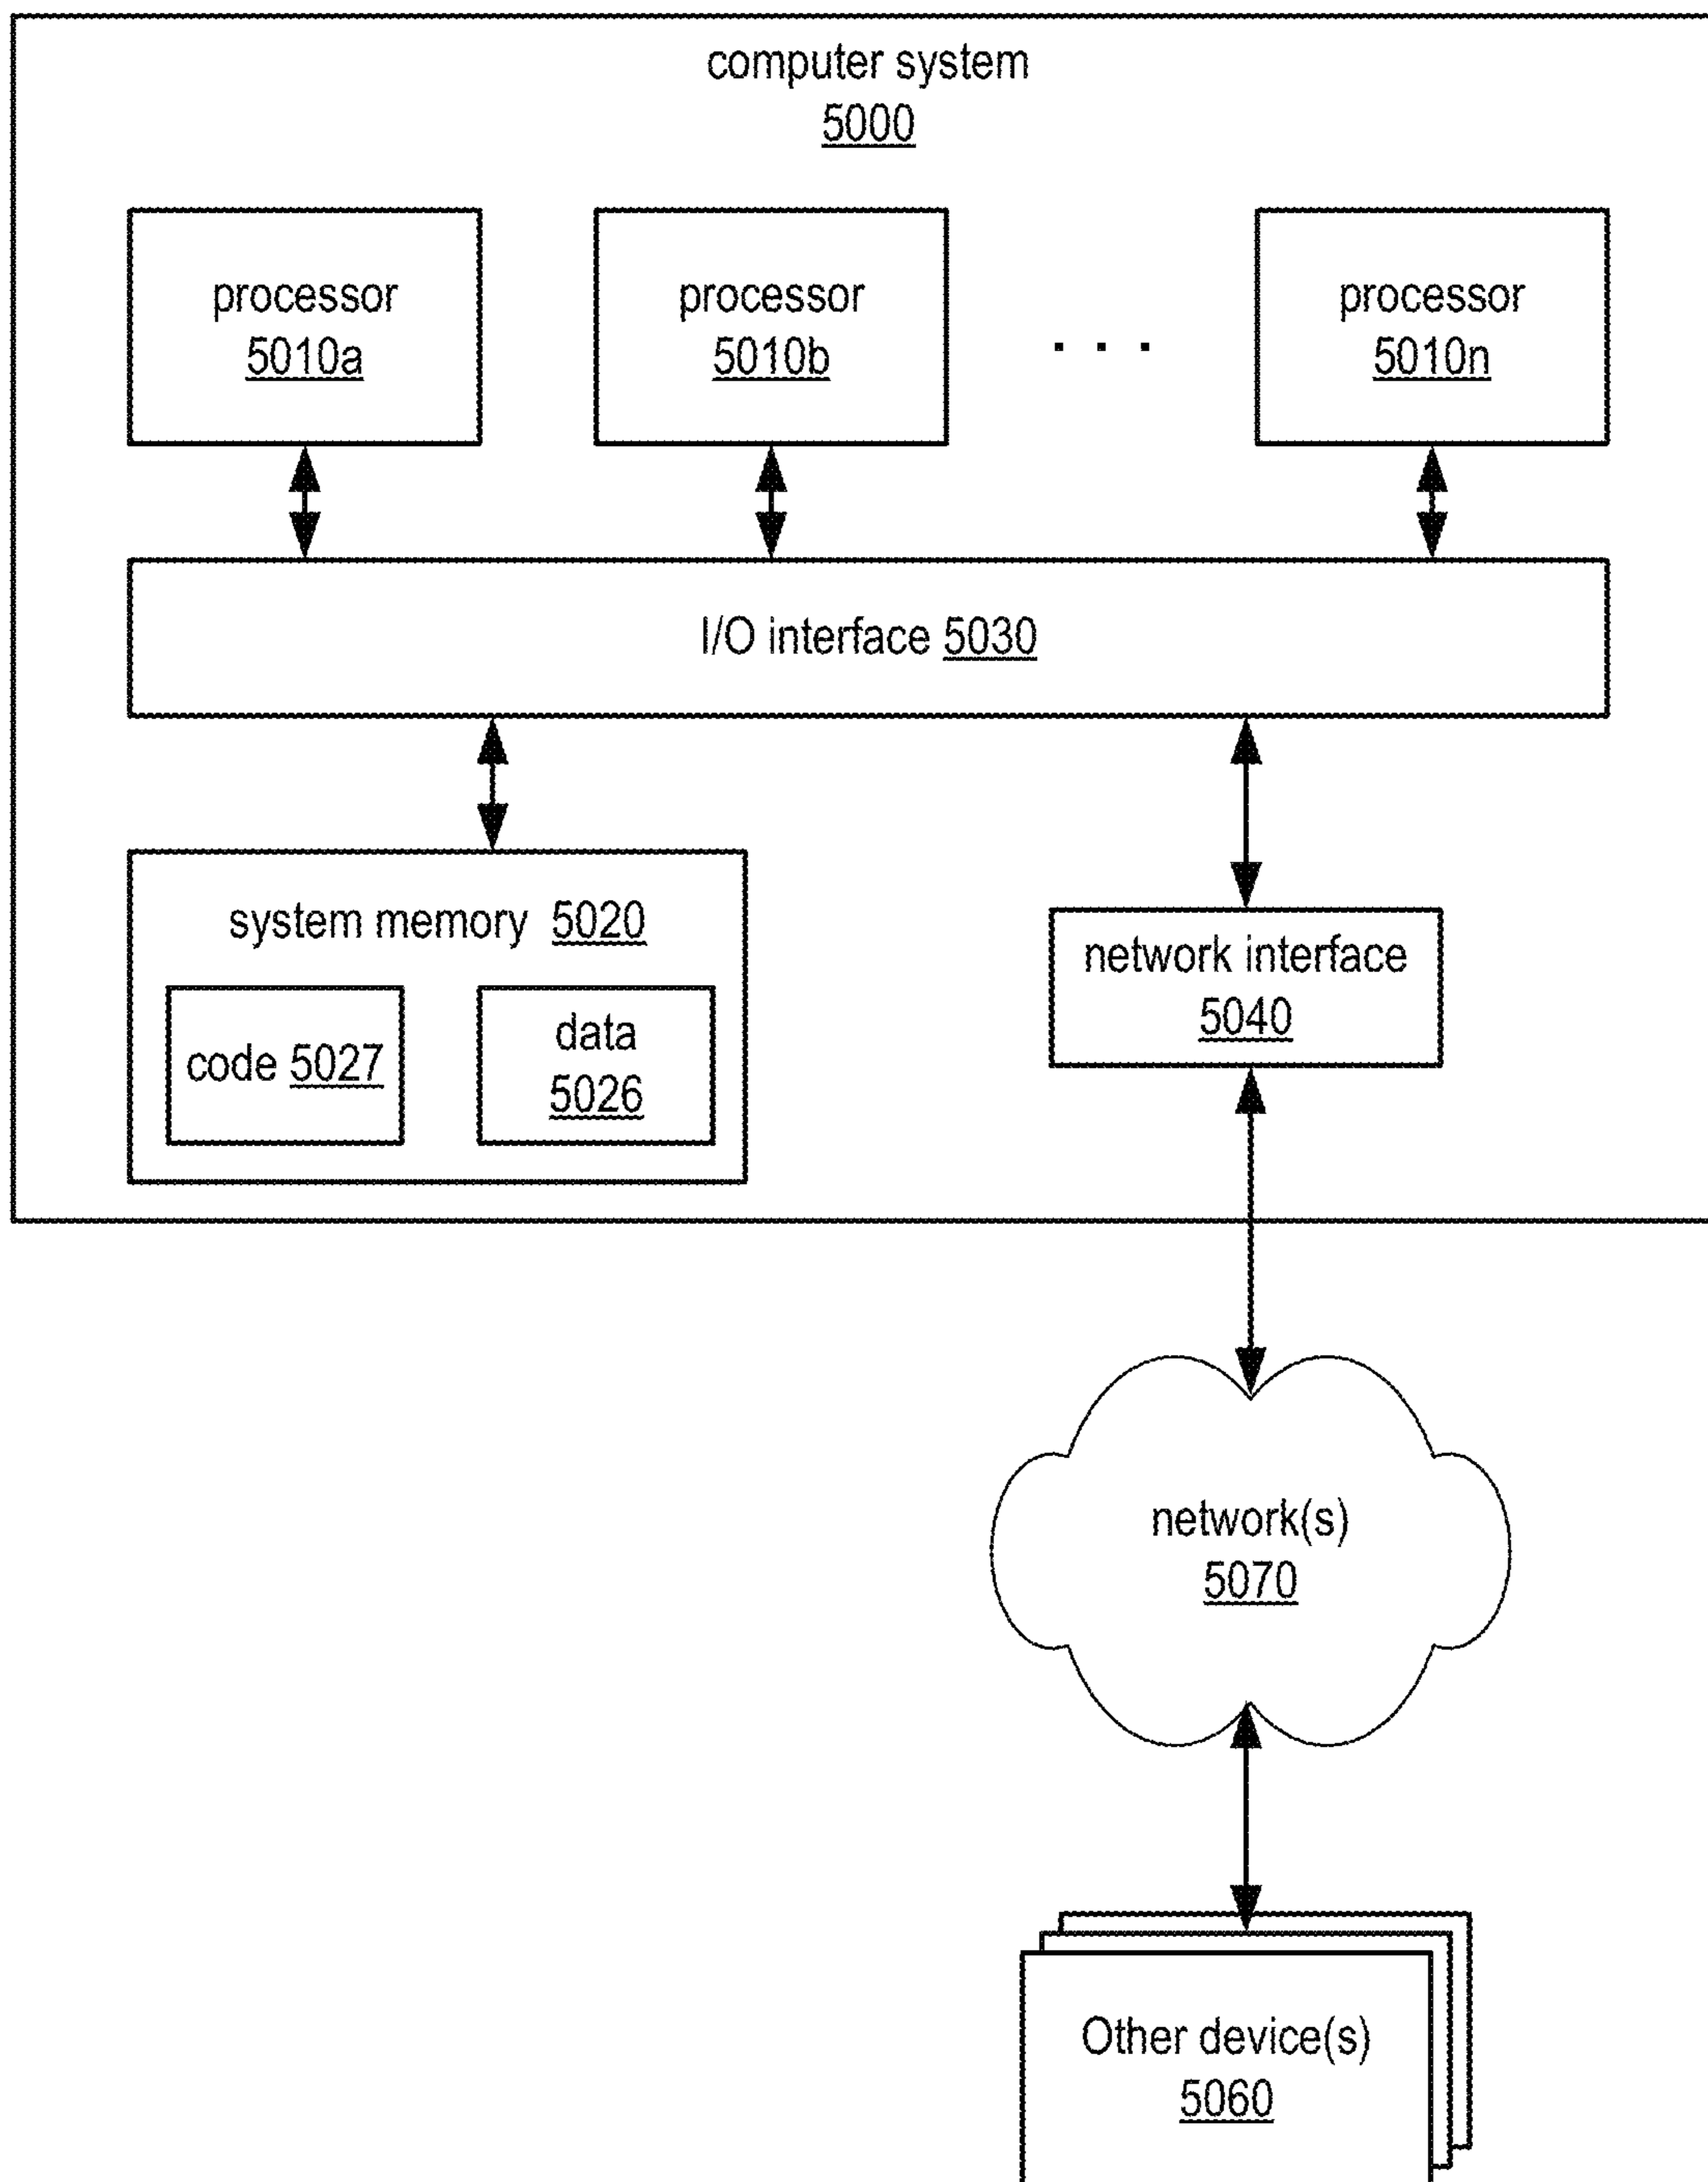 computer system
5000
processor
5010a
processor
5010b
. . .
processor
5010n
I/O interface 5030
system memory 5020
code 5027
data
5026
network interface
5040
network(s)
5070
Other device(s)
5060